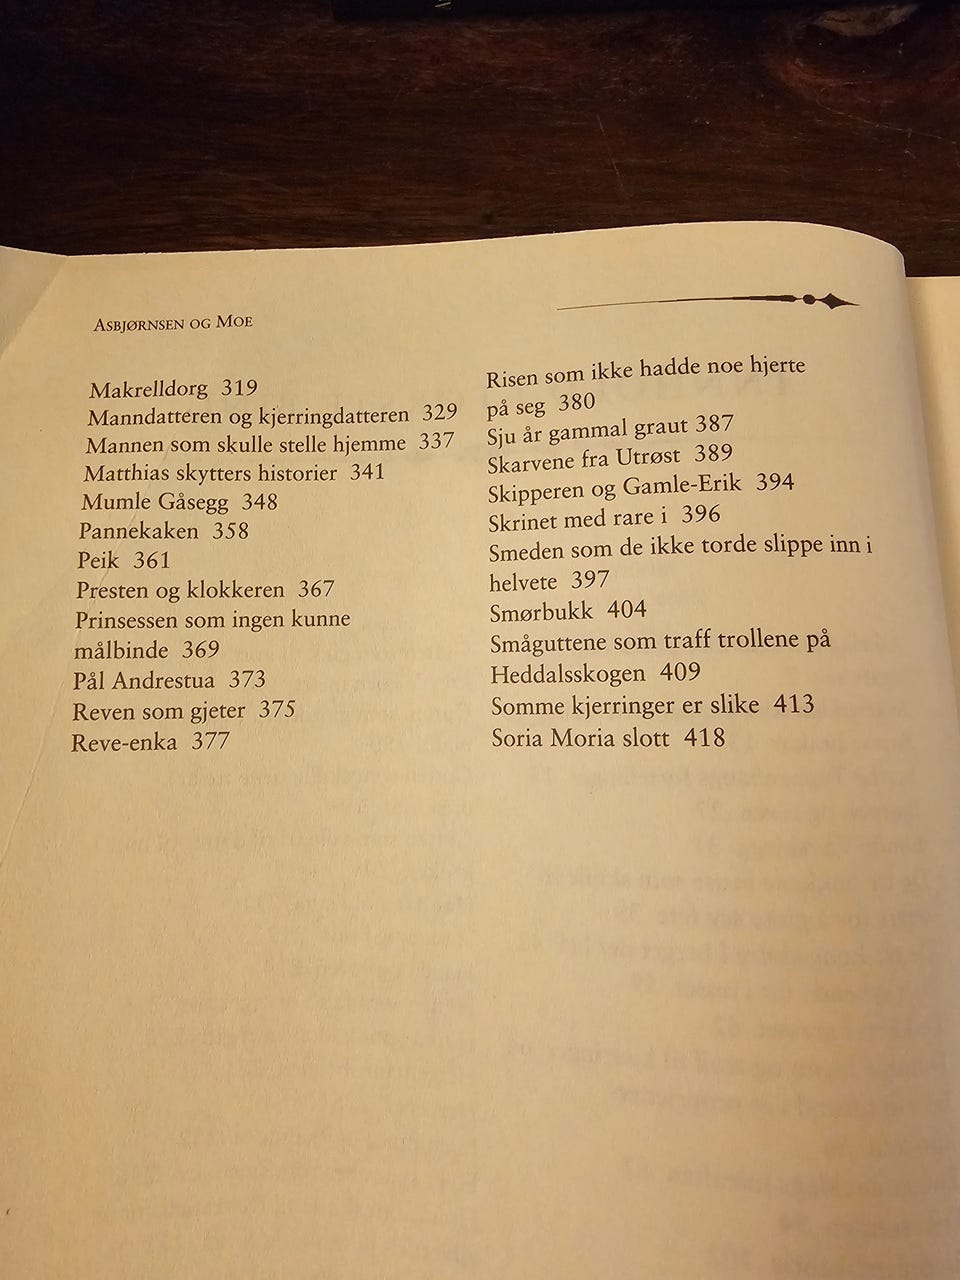 ASBJØRNSEN OG MOE
Makrelldorg 319
Manndatteren og kjerringdatteren 329
Mannen som skulle stelle hjemme 337
Matthias skytters historier 341
Mumle Gåsegg 348
Pannekaken 358
Peik 361
Presten og klokkeren 367
Prinsessen som ingen kunne
målbinde 369
Pål Andrestua 373
Reven som gjeter 375
Reve-enka 377
Risen som ikke hadde noe hjerte
på seg 380
Sju år gammal graut 387
Skarvene fra Utrøst 389
Skipperen og Gamle-Erik 394
Skrinet med rare i 396
Smeden som de ikke torde slippe inn i
helvete 397
Smørbukk 404
Småguttene som traff trollene på
Heddalsskogen 409
Somme kjerringer er slike 413
Soria Moria slott 418